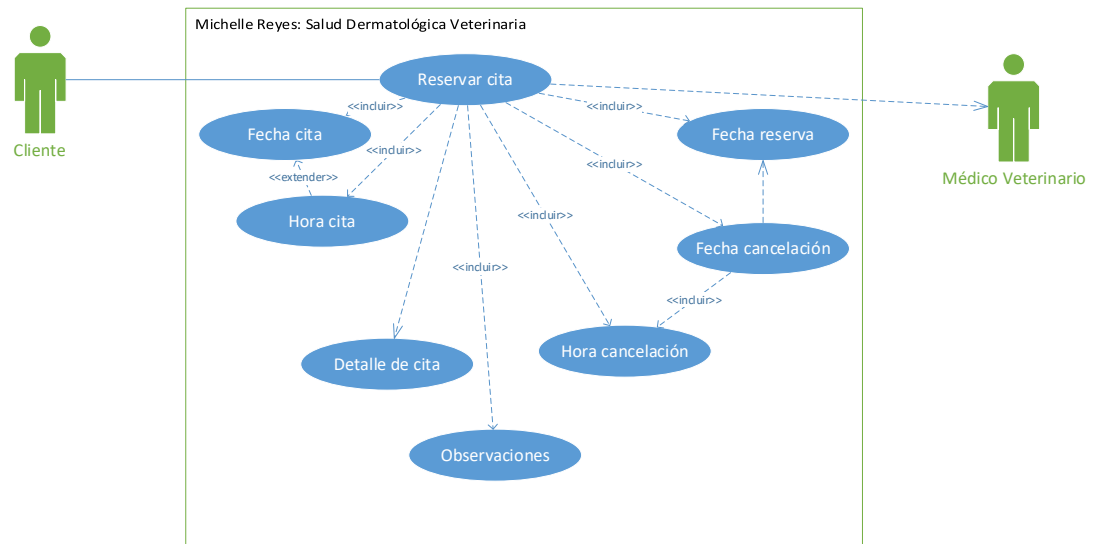 Michelle Reyes: Salud Dermatológica Veterinaria
Reservar cita
<<incluir>>
<<incluir>>
Fecha cita
Fecha reserva
Cliente
<<incluir>>
<<incluir>>
<<extender>>
Médico Veterinario
Hora cita
<<incluir>>
Fecha cancelación
<<incluir>>
<<incluir>>
Hora cancelación
Detalle de cita
Observaciones